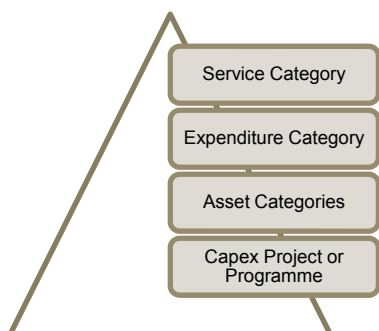 Service Category
Expenditure Category
Asset Categories
Capex Project or
Programme